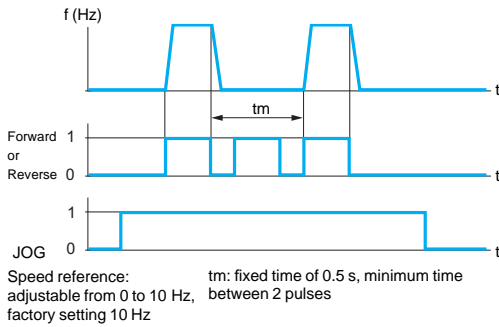 f (Hz)
t
tm
Forward
or
Reverse
1
0
t
1
0
JOG
t
Speed reference:
adjustable from 0 to 10 Hz,
factory setting 10 Hz
tm: fixed time of 0.5 s, minimum time
between 2 pulses